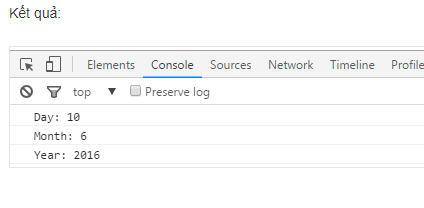 Kết quả:
Elements Console Sources Network Timeline Profile
top ▼ Preserve log
Day: 10
Month: 6
Year: 2016